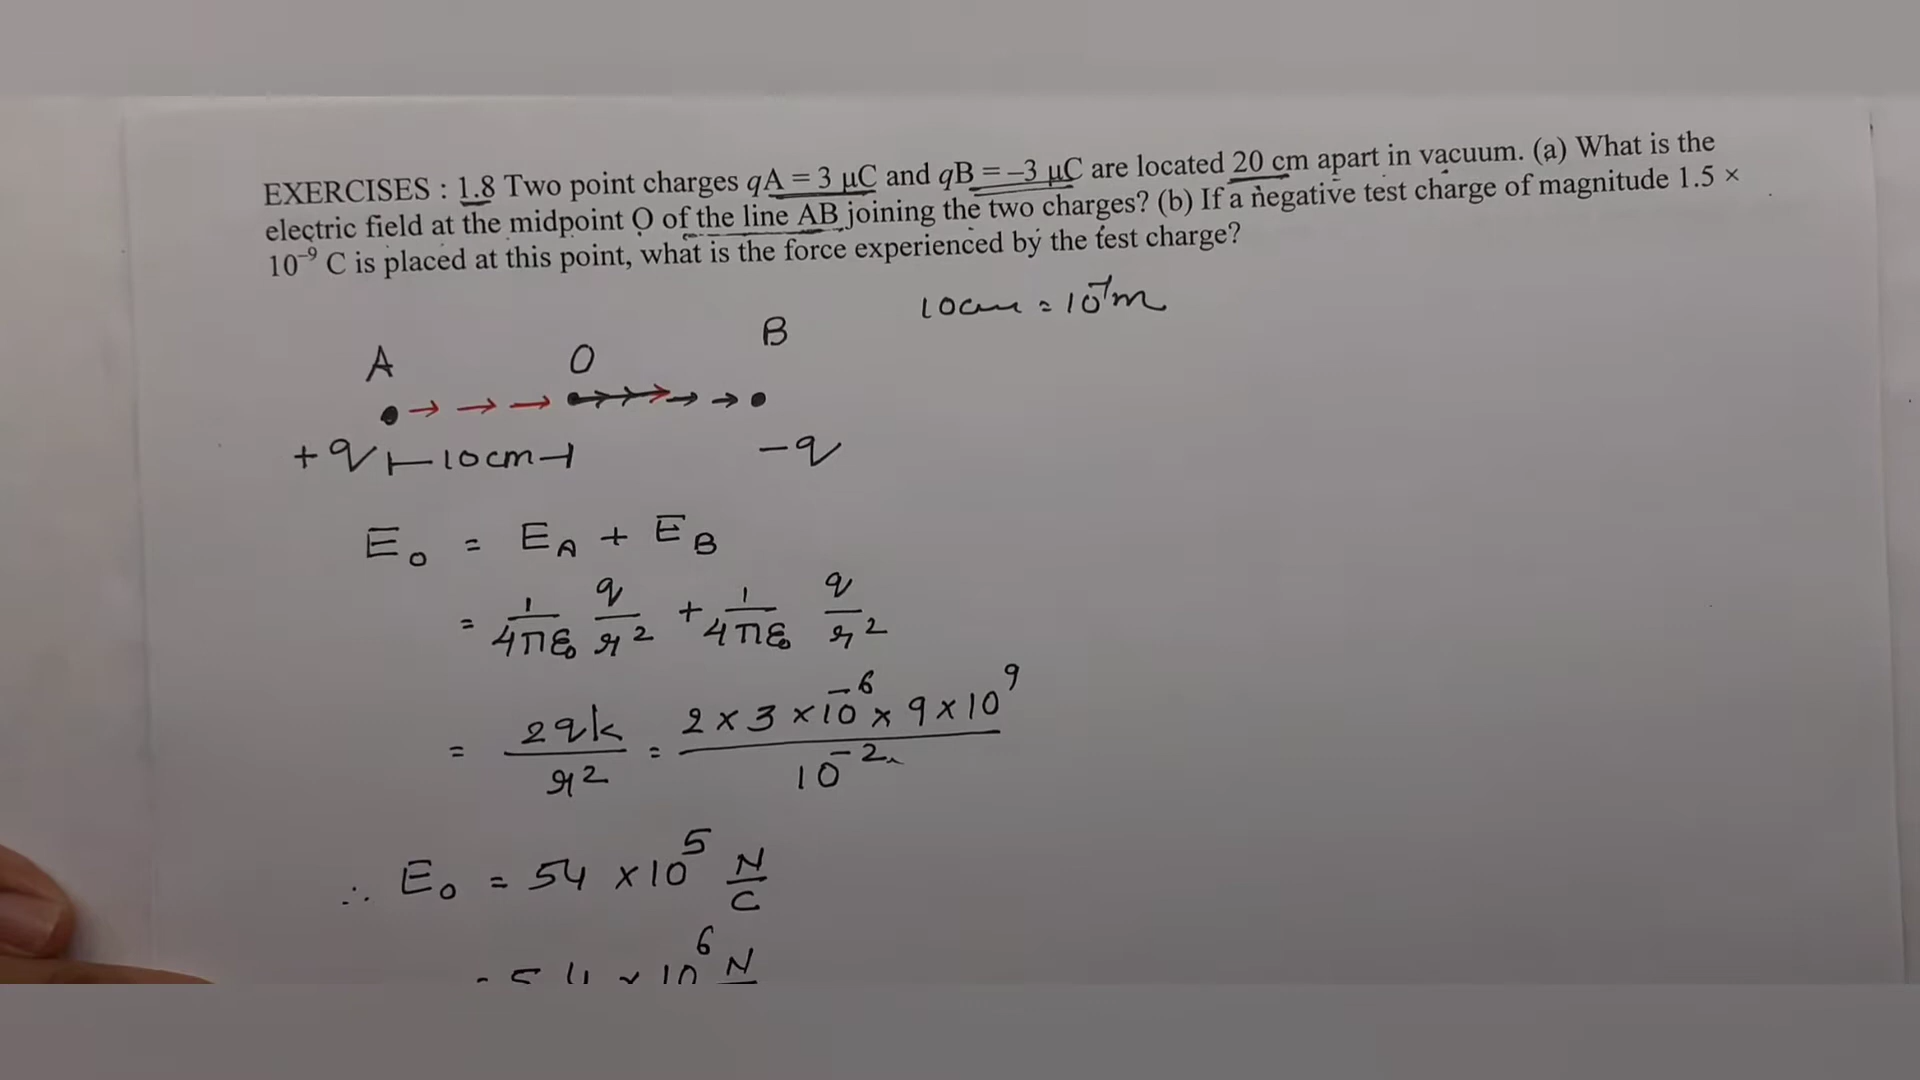 EXERCISES : 1.8 Two point charges qA = 3 μC and qB = –3 μC are located 20 cm apart in vacuum. (a) What is the
electric field at the midpoint O of the line AB joining the two charges? (b) If a negative test charge of magnitude 1.5 ×
10⁻⁹ C is placed at this point, what is the force experienced by the test charge?
10cm = 10⁻¹m
A O B
+q 10cm -q
E₀ = E_A + E_B
= 1/4πε₀ q/r² + 1/4πε₀ q/r²
= 2qk/r² = 2×3×10⁻⁶×9×10⁹/10⁻²
∴ E₀ = 54 ×10⁵ N/C